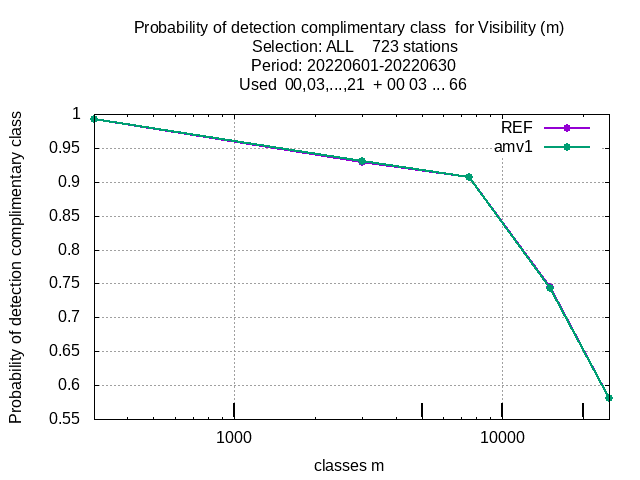 Probability of detection complimentary class  for Visibility (m)
Selection: ALL    723 stations
Period: 20220601-20220630
Used  00,03,...,21  + 00 03 ... 66
Probability of detection complimentary class
1
0.95
0.9
0.85
0.8
0.75
0.7
0.65
0.6
0.55
REF
amv1
1000
10000
classes m